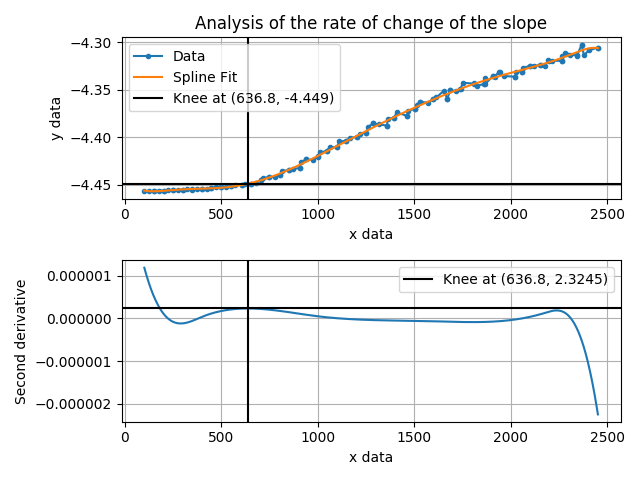 Analysis of the rate of change of the slope
−4.30
−4.35
−4.40
−4.45
y data
Data
Spline Fit
Knee at (636.8, -4.449)
0 500 1000 1500 2000 2500
x data
0.000001
0.000000
−0.000001
−0.000002
Second derivative
Knee at (636.8, 2.3245)
0 500 1000 1500 2000 2500
x data